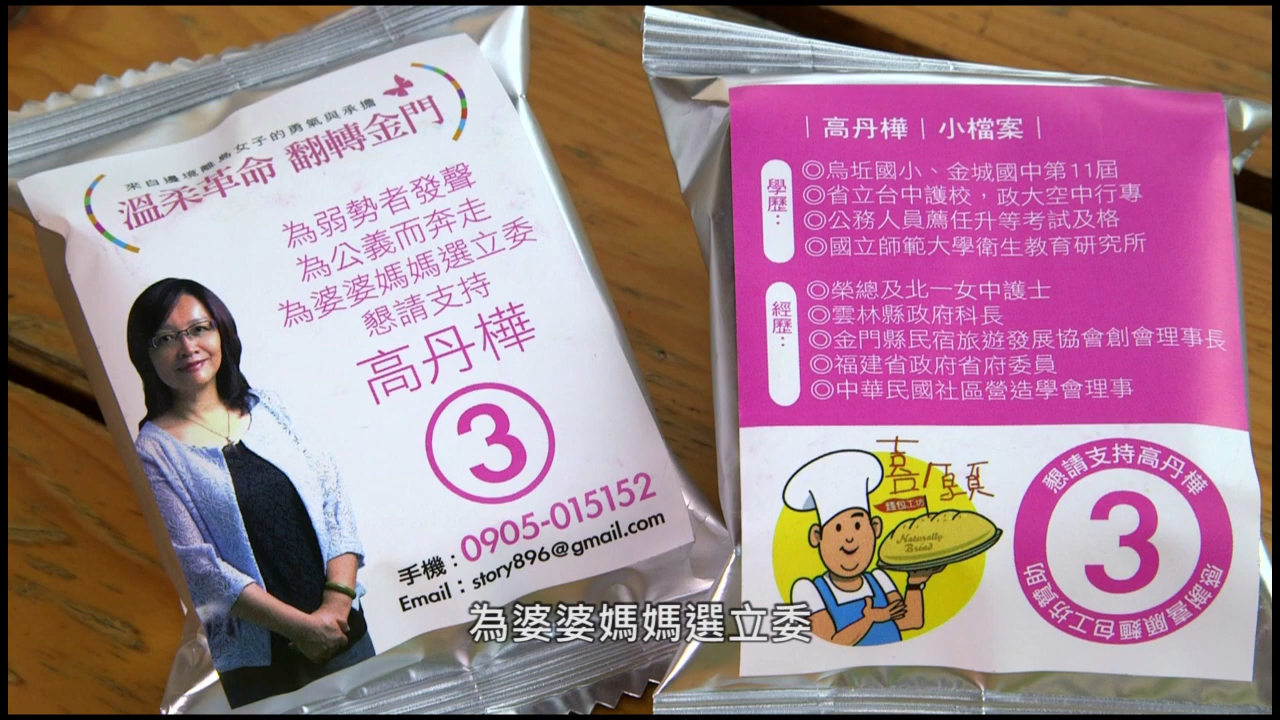 來自邊境離島女子的勇氣與承擔
溫柔革命 翻轉金門
為弱勢者發聲
為公義而奔走
為婆婆媽媽選立委
懇請支持
高丹樺
3
手機：0905-015152
Email：story896@gmail.com
｜高丹樺｜小檔案｜
學歷：
◎烏坵國小、金城國中第11屆
◎省立台中護校，政大空中行專
◎公務人員薦任升等考試及格
◎國立師範大學衛生教育研究所
經歷：
◎榮總及北一女中護士
◎雲林縣政府科長
◎金門縣民宿旅遊發展協會創會理事長
◎福建省政府省府委員
◎中華民國社區營造學會理事
喜願
麵包工坊
Naturally
Bread
懇請支持高丹樺
3
感謝喜願麵包工坊贊助
為婆婆媽媽選立委